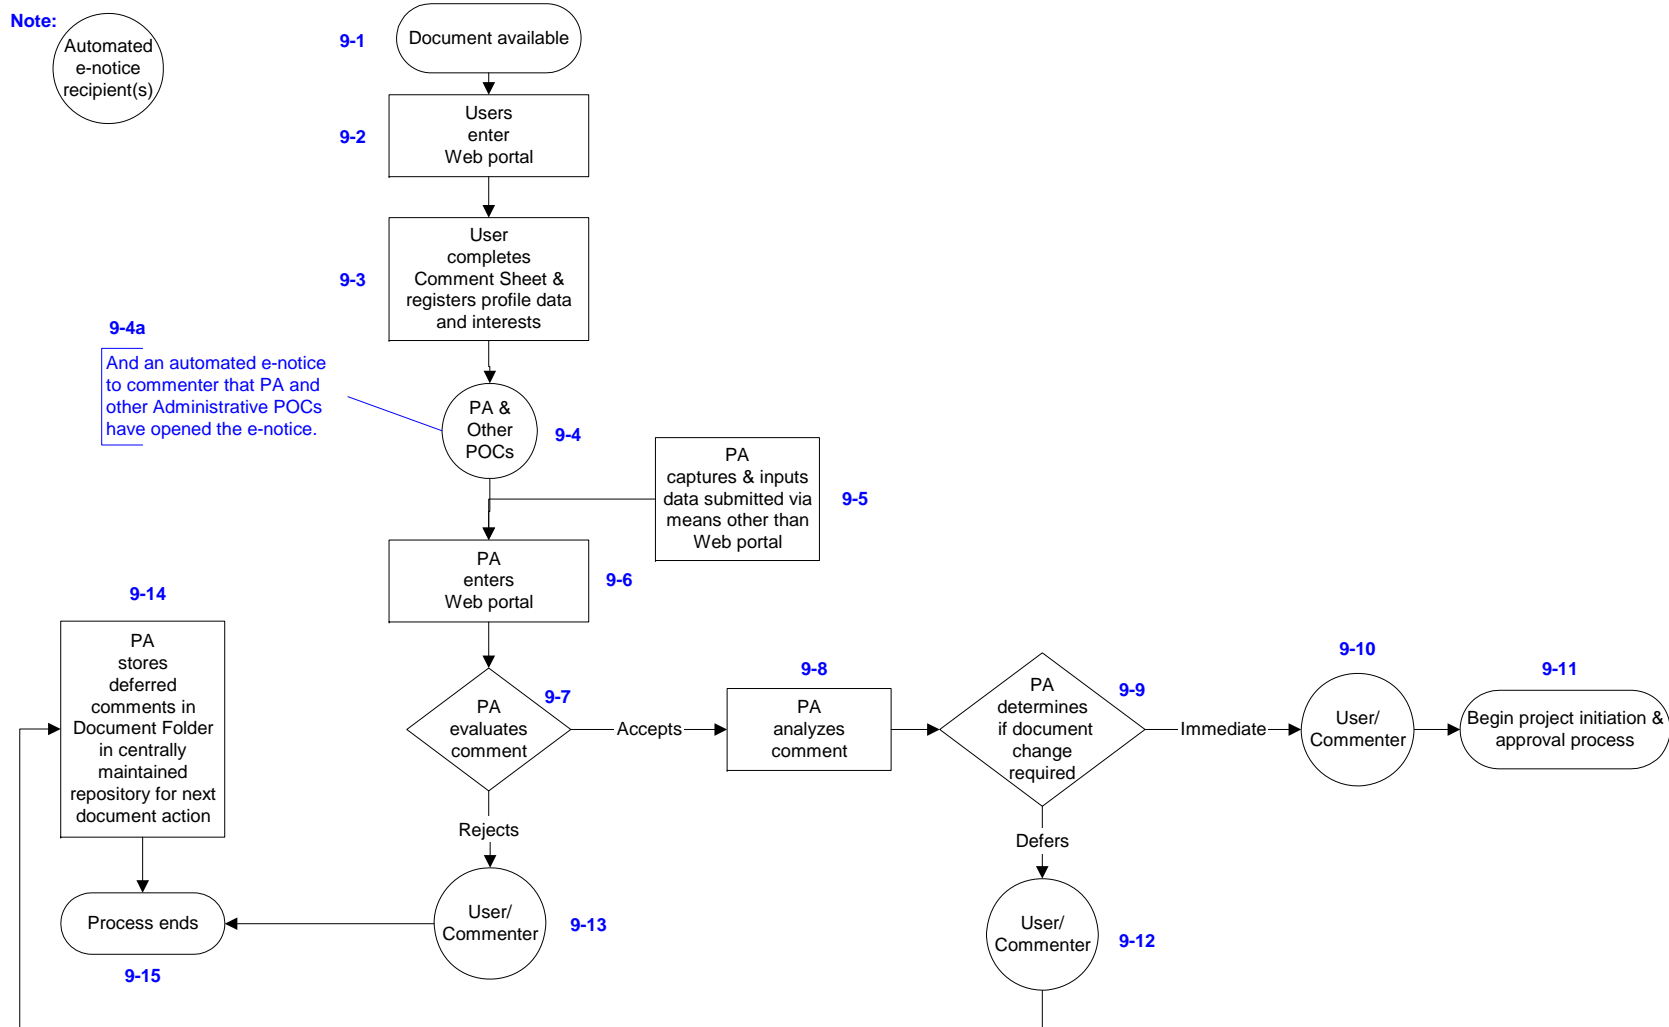 Note:
Automated
e-notice
recipient(s)
9-1
Document available
9-2
Users
enter
Web portal
9-3
User
completes
Comment Sheet &
registers profile data
and interests
9-4a
And an automated e-notice
to commenter that PA and
other Administrative POCs
have opened the e-notice.
PA &
Other
POCs
9-4
PA
captures & inputs
data submitted via
means other than
Web portal
9-5
PA
enters
Web portal
9-6
9-14
PA
stores
deferred
comments in
Document Folder
in centrally
maintained
repository for next
document action
9-7
PA
evaluates
comment
Accepts
9-8
PA
analyzes
comment
9-9
PA
determines
if document
change
required
Immediate
9-10
User/
Commenter
9-11
Begin project initiation &
approval process
Rejects
Defers
Process ends
9-15
User/
Commenter
9-13
User/
Commenter
9-12